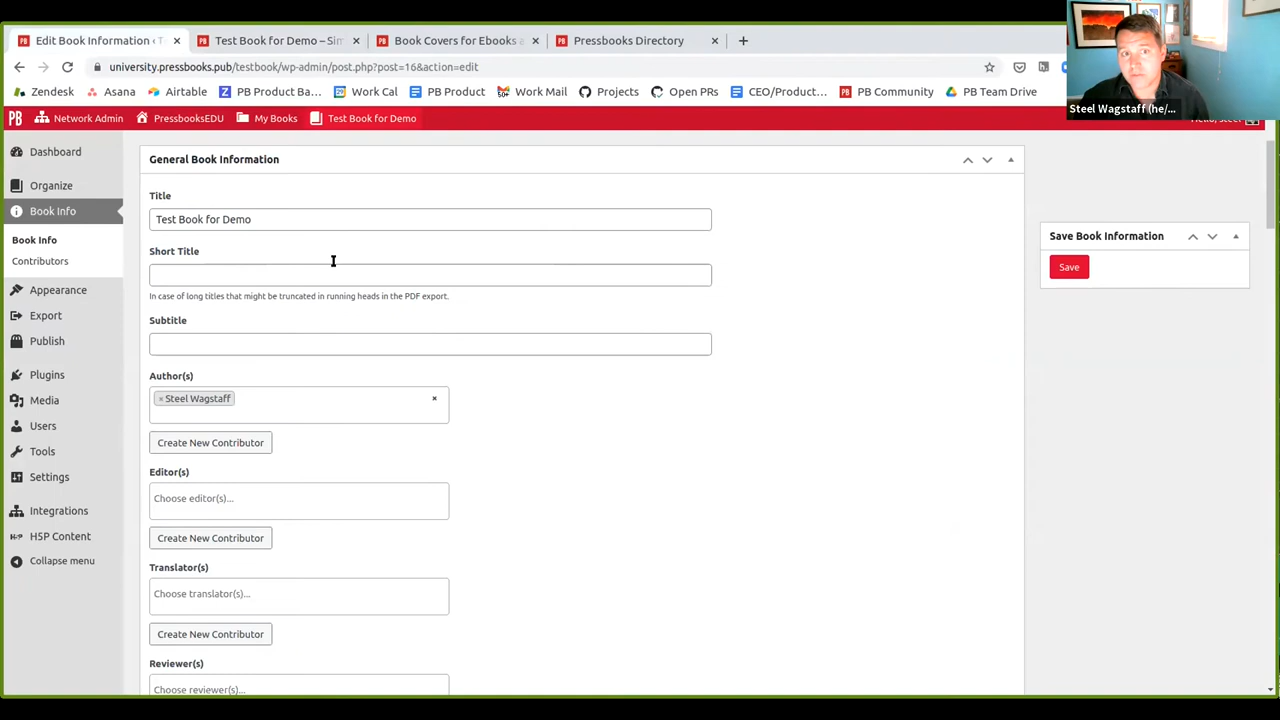 Edit Book Information ‹ T
Test Book for Demo – Sim
Book Covers for Ebooks a
Pressbooks Directory
university.pressbooks.pub/testbook/wp-admin/post.php?post=16&action=edit
Zendesk
Asana
Airtable
PB Product Ba...
Work Cal
PB Product
50+
Work Mail
Projects
Open PRs
CEO/Product...
PB Community
PB Team Drive
Steel Wagstaff (he/...
PB
Network Admin
PressbooksEDU
My Books
Test Book for Demo
Dashboard
Organize
Book Info
Book Info
Contributors
Appearance
Export
Publish
Plugins
Media
Users
Tools
Settings
Integrations
H5P Content
Collapse menu
General Book Information
Title
Test Book for Demo
Short Title
In case of long titles that might be truncated in running heads in the PDF export.
Subtitle
Author(s)
× Steel Wagstaff ×
Create New Contributor
Editor(s)
Choose editor(s)...
Create New Contributor
Translator(s)
Choose translator(s)...
Create New Contributor
Reviewer(s)
Choose reviewer(s)...
Save Book Information
Save